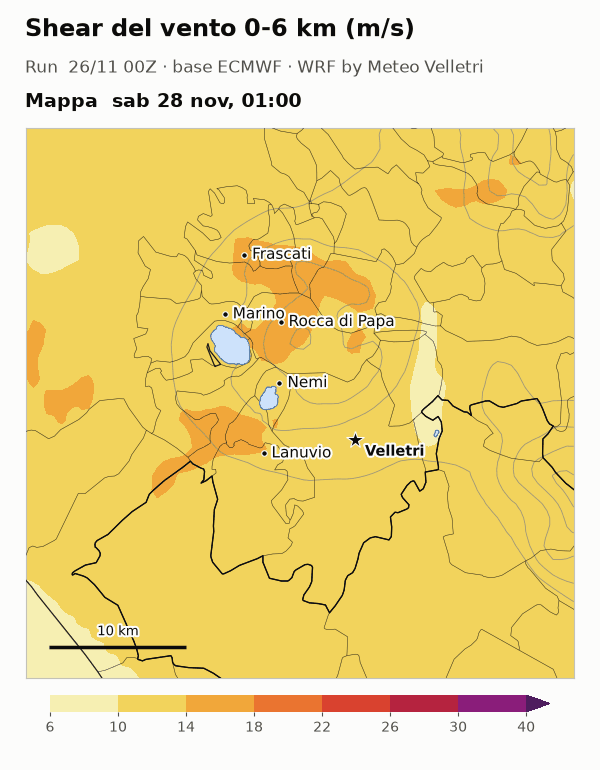 Shear del vento 0-6 km (m/s)
Run  26/11 00Z · base ECMWF · WRF by Meteo Velletri
Mappa  sab 28 nov, 01:00
Frascati
Marino
Rocca di Papa
Nemi
Velletri
Lanuvio
10 km
6 10 14 18 22 26 30 40